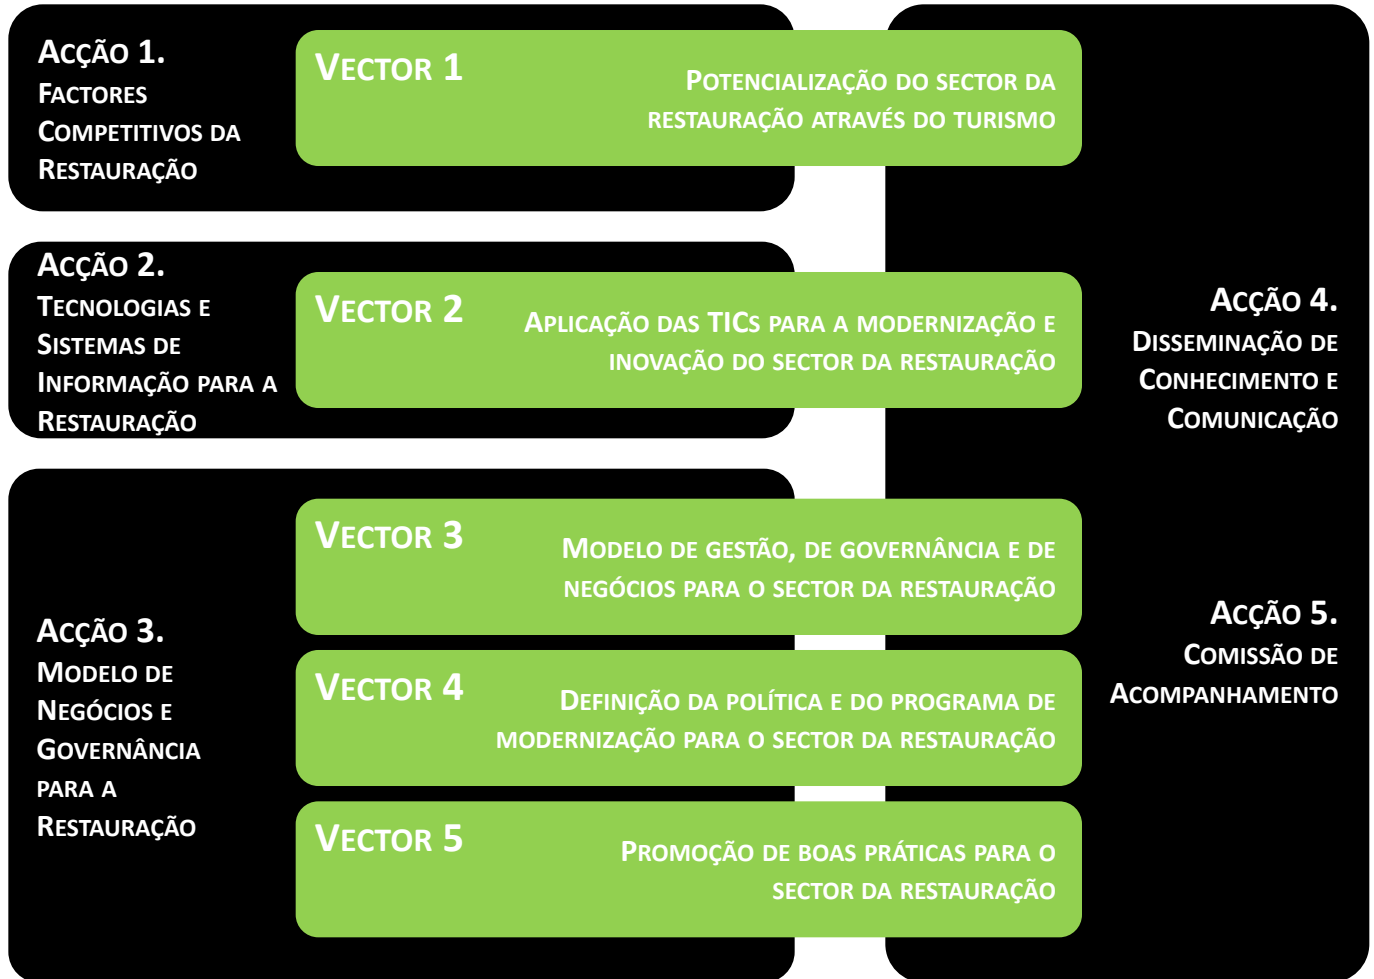 Acção 1.
Factores
Competitivos da
Restauração
Vector 1
Potencialização do sector da
restauração através do turismo
Acção 2.
Tecnologias e
Sistemas de
Informação para a
Restauração
Vector 2
Aplicação das TICs para a modernização e
inovação do sector da restauração
Acção 3.
Modelo de
Negócios e
Governância
para a
Restauração
Vector 3
Modelo de gestão, de governância e de
negócios para o sector da restauração
Vector 4
Definição da política e do programa de
modernização para o sector da restauração
Vector 5
Promoção de boas práticas para o
sector da restauração
Acção 4.
Disseminação de
Conhecimento e
Comunicação
Acção 5.
Comissão de
Acompanhamento